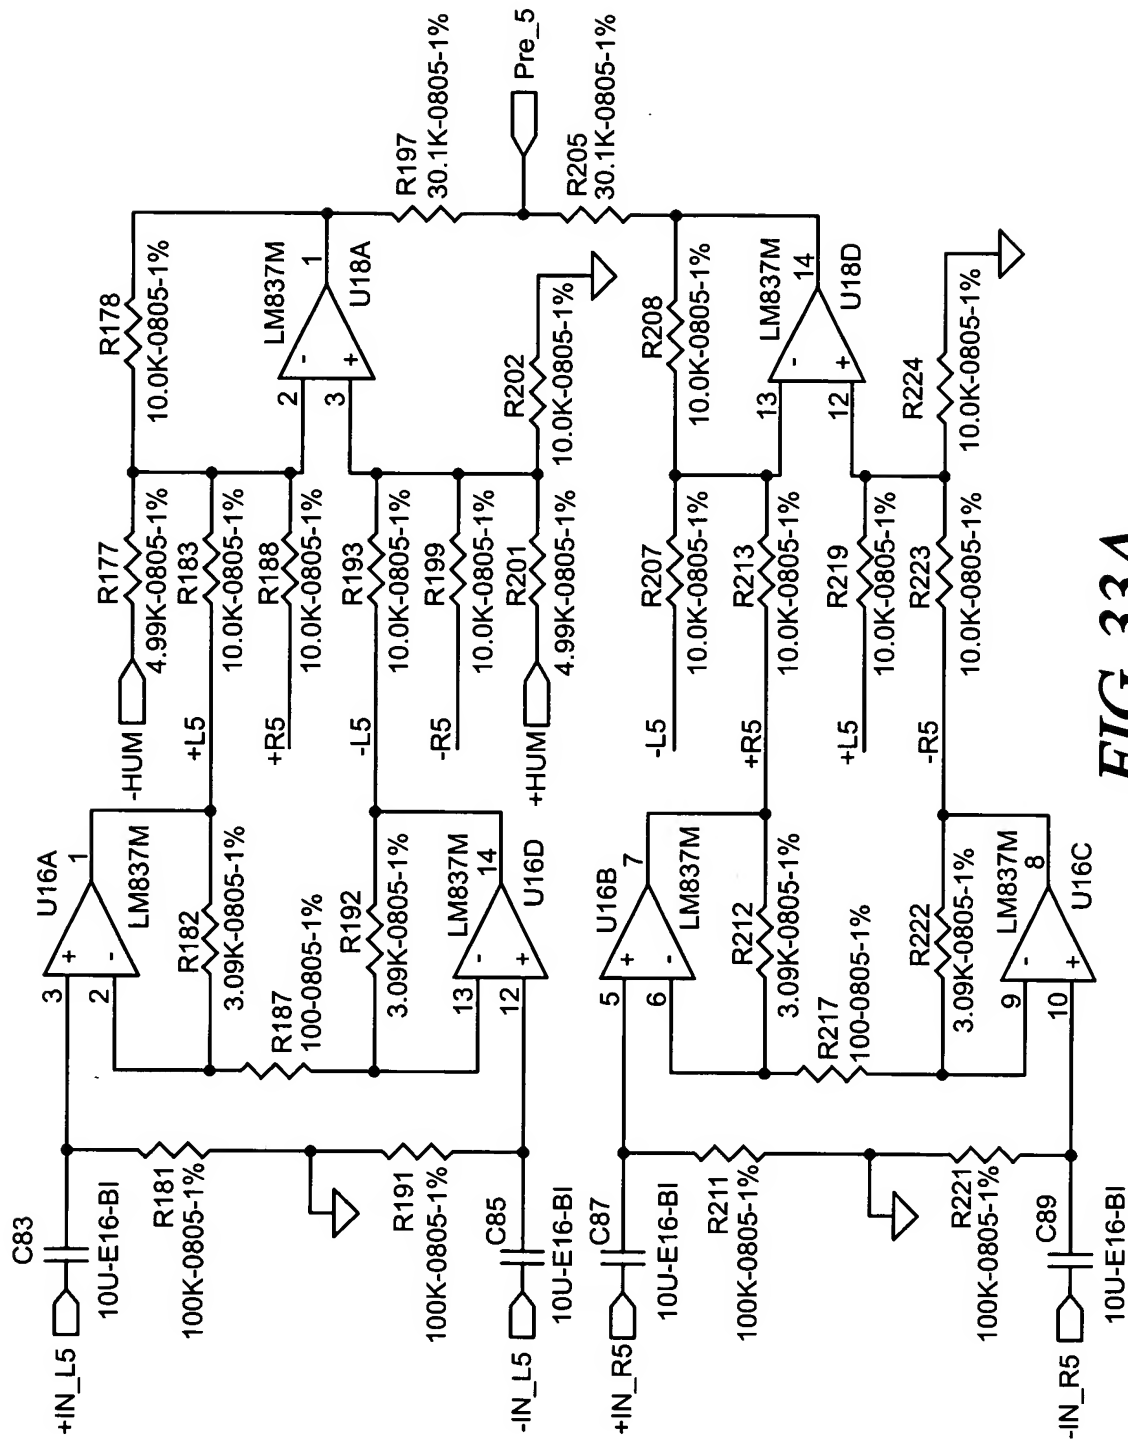 +IN_L5
C83
10U-E16-BI
R181
100K-0805-1%
R191
100K-0805-1%
-IN_L5
C85
10U-E16-BI
3
2
+
-
U16A
1
LM837M
R182
3.09K-0805-1%
R187
100-0805-1%
R192
3.09K-0805-1%
13
12
-
+
LM837M
14
U16D
-HUM
+L5
+R5
-L5
-R5
+HUM
R177
4.99K-0805-1%
R183
10.0K-0805-1%
R188
10.0K-0805-1%
R193
10.0K-0805-1%
R199
10.0K-0805-1%
R201
4.99K-0805-1%
R178
10.0K-0805-1%
2
3
-
+
LM837M
1
U18A
R202
10.0K-0805-1%
R197
30.1K-0805-1%
Pre_5
R205
30.1K-0805-1%
+IN_R5
C87
10U-E16-BI
R211
100K-0805-1%
R221
100K-0805-1%
-IN_R5
C89
10U-E16-BI
5
6
+
-
U16B
7
LM837M
R212
3.09K-0805-1%
R217
100-0805-1%
R222
3.09K-0805-1%
9
10
-
+
LM837M
8
U16C
-L5
+R5
+L5
-R5
R207
10.0K-0805-1%
R213
10.0K-0805-1%
R219
10.0K-0805-1%
R223
10.0K-0805-1%
R208
10.0K-0805-1%
13
12
-
+
LM837M
14
U18D
R224
10.0K-0805-1%
FIG. 33A